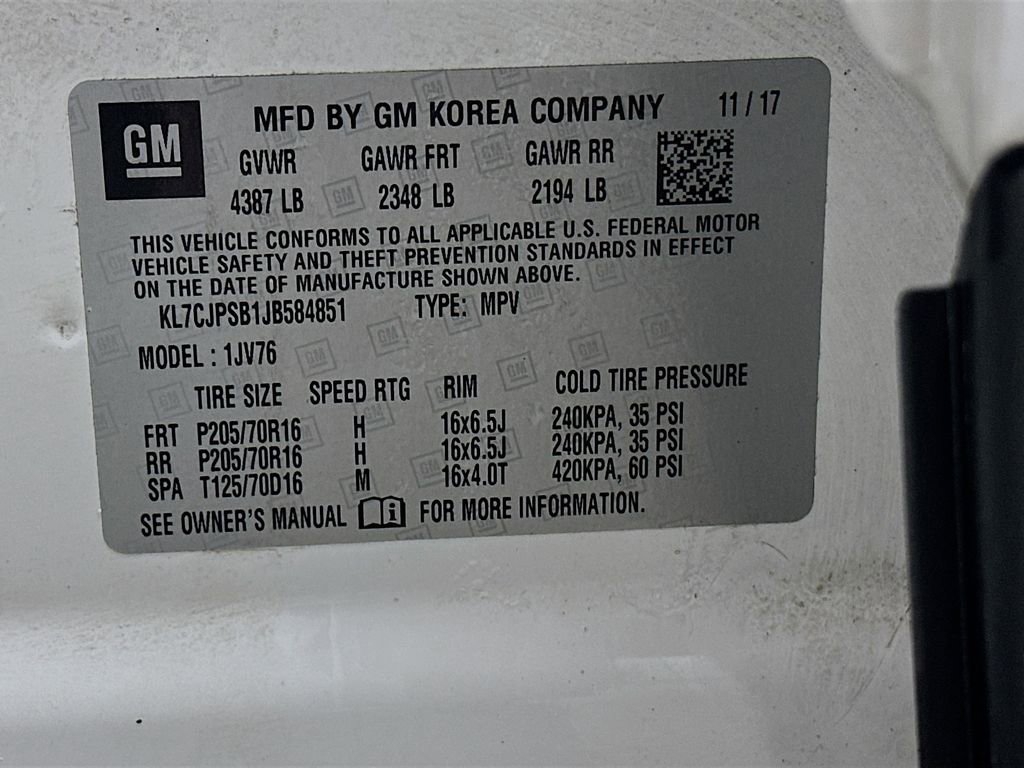 GM
MFD BY GM KOREA COMPANY 11 / 17
GVWR GAWR FRT GAWR RR
4387 LB 2348 LB 2194 LB
THIS VEHICLE CONFORMS TO ALL APPLICABLE U.S. FEDERAL MOTOR
VEHICLE SAFETY AND THEFT PREVENTION STANDARDS IN EFFECT
ON THE DATE OF MANUFACTURE SHOWN ABOVE.
KL7CJPSB1JB584851 TYPE: MPV
MODEL : 1JV76
TIRE SIZE SPEED RTG RIM COLD TIRE PRESSURE
FRT P205/70R16 H 16x6.5J 240KPA, 35 PSI
RR P205/70R16 H 16x6.5J 240KPA, 35 PSI
SPA T125/70D16 M 16x4.0T 420KPA, 60 PSI
SEE OWNER'S MANUAL i FOR MORE INFORMATION.